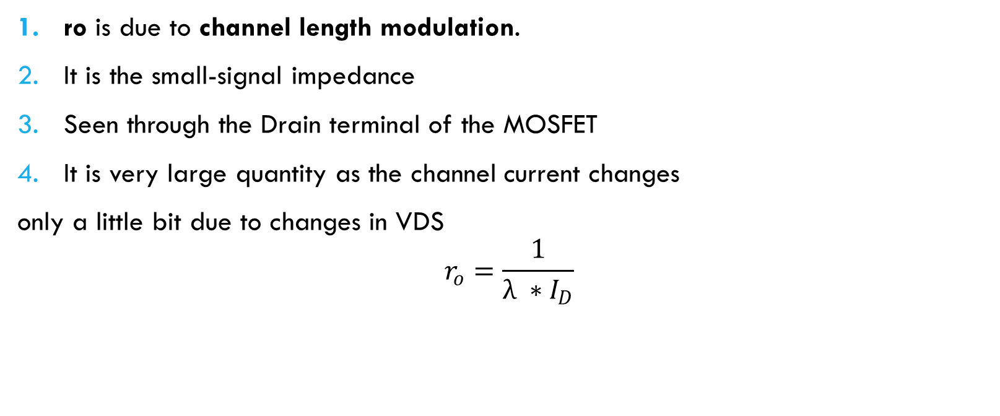 1. ro is due to channel length modulation.
2. It is the small-signal impedance
3. Seen through the Drain terminal of the MOSFET
4. It is very large quantity as the channel current changes
only a little bit due to changes in VDS
r_o = 1 / (λ * I_D)